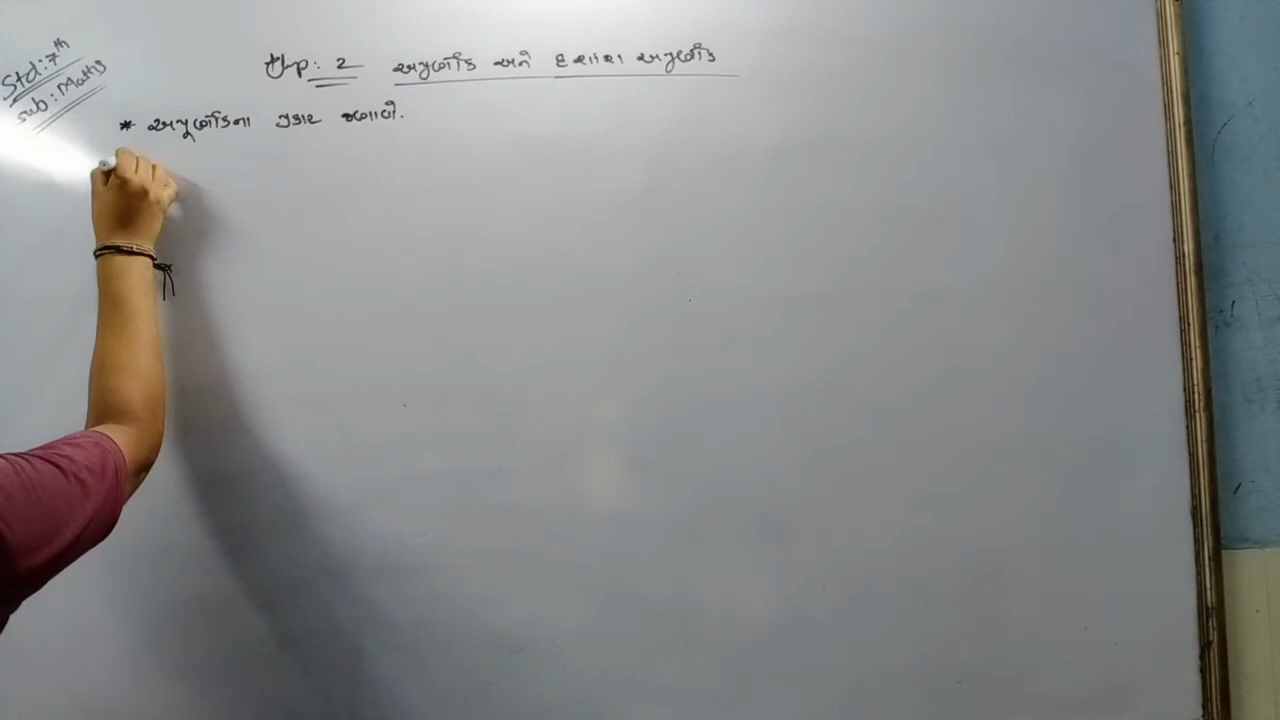 Std: 7th
Sub: Maths
Chp: 2 અપૂર્ણાંક અને દશાંશ અપૂર્ણાંક
* અપૂર્ણાંકના પ્રકાર જણાવો.